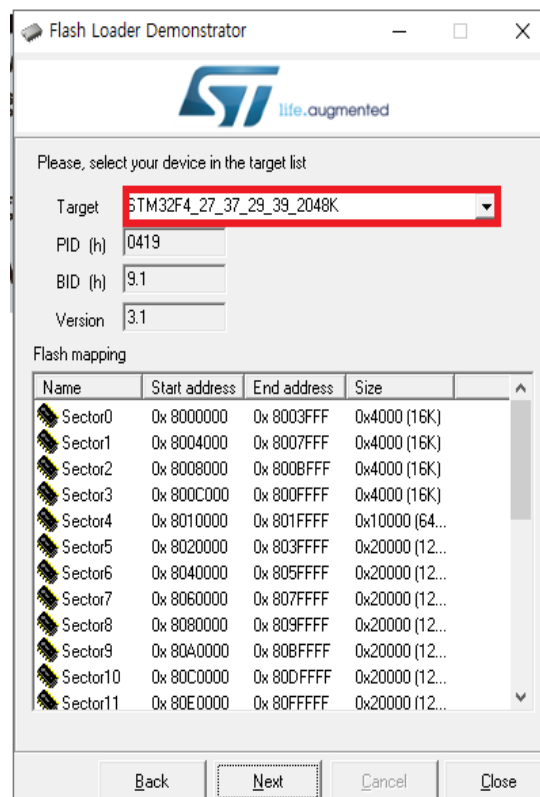 Flash Loader Demonstrator
ST life.augmented
Please, select your device in the target list
Target STM32F4_27_37_29_39_2048K
PID (h) 0419
BID (h) 9.1
Version 3.1
Flash mapping
Name Start address End address Size
Sector0 0x 8000000 0x 8003FFF 0x4000 (16K)
Sector1 0x 8004000 0x 8007FFF 0x4000 (16K)
Sector2 0x 8008000 0x 800BFFF 0x4000 (16K)
Sector3 0x 800C000 0x 800FFFF 0x4000 (16K)
Sector4 0x 8010000 0x 801FFFF 0x10000 (64...
Sector5 0x 8020000 0x 803FFFF 0x20000 (12...
Sector6 0x 8040000 0x 805FFFF 0x20000 (12...
Sector7 0x 8060000 0x 807FFFF 0x20000 (12...
Sector8 0x 8080000 0x 809FFFF 0x20000 (12...
Sector9 0x 80A0000 0x 80BFFFF 0x20000 (12...
Sector10 0x 80C0000 0x 80DFFFF 0x20000 (12...
Sector11 0x 80E0000 0x 80FFFFF 0x20000 (12...
Back Next Cancel Close